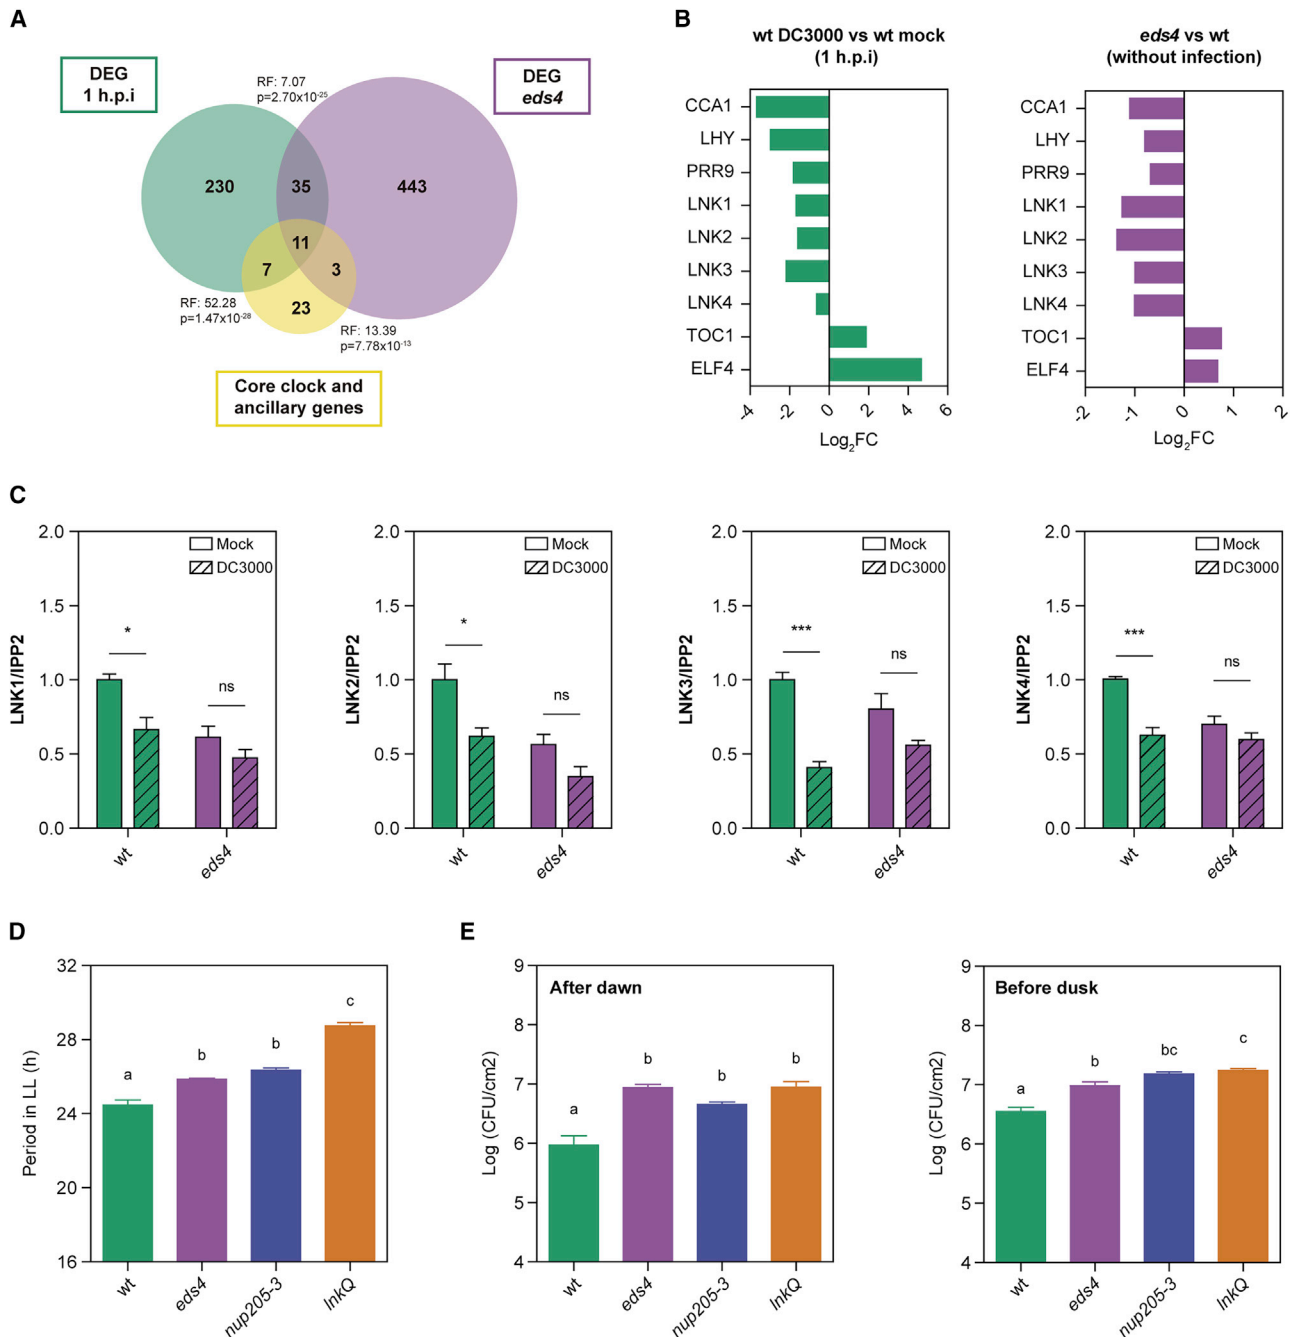 A
DEG
1 h.p.i
RF: 7.07
p=2.70x10-25
DEG
eds4
230
35
443
11
7
3
23
RF: 52.28
p=1.47x10-28
RF: 13.39
p=7.78x10-13
Core clock and
ancillary genes
B
wt DC3000 vs wt mock
(1 h.p.i)
CCA1
LHY
PRR9
LNK1
LNK2
LNK3
LNK4
TOC1
ELF4
-4 -2 0 2 4 6
Log2FC
eds4 vs wt
(without infection)
CCA1
LHY
PRR9
LNK1
LNK2
LNK3
LNK4
TOC1
ELF4
-2 -1 0 1 2
Log2FC
C
LNK1/IPP2
2.0
1.5
1.0
0.5
0.0
Mock
DC3000
*
ns
wt eds4
LNK2/IPP2
2.0
1.5
1.0
0.5
0.0
Mock
DC3000
*
ns
wt eds4
LNK3/IPP2
2.0
1.5
1.0
0.5
0.0
Mock
DC3000
***
ns
wt eds4
LNK4/IPP2
2.0
1.5
1.0
0.5
0.0
Mock
DC3000
***
ns
wt eds4
D
Period in LL (h)
32
28
24
20
16
a b b c
wt eds4 nup205-3 lnkQ
E
After dawn
Log (CFU/cm2)
9
8
7
6
5
4
a b b b
wt eds4 nup205-3 lnkQ
Before dusk
Log (CFU/cm2)
9
8
7
6
5
4
a b bc c
wt eds4 nup205-3 lnkQ